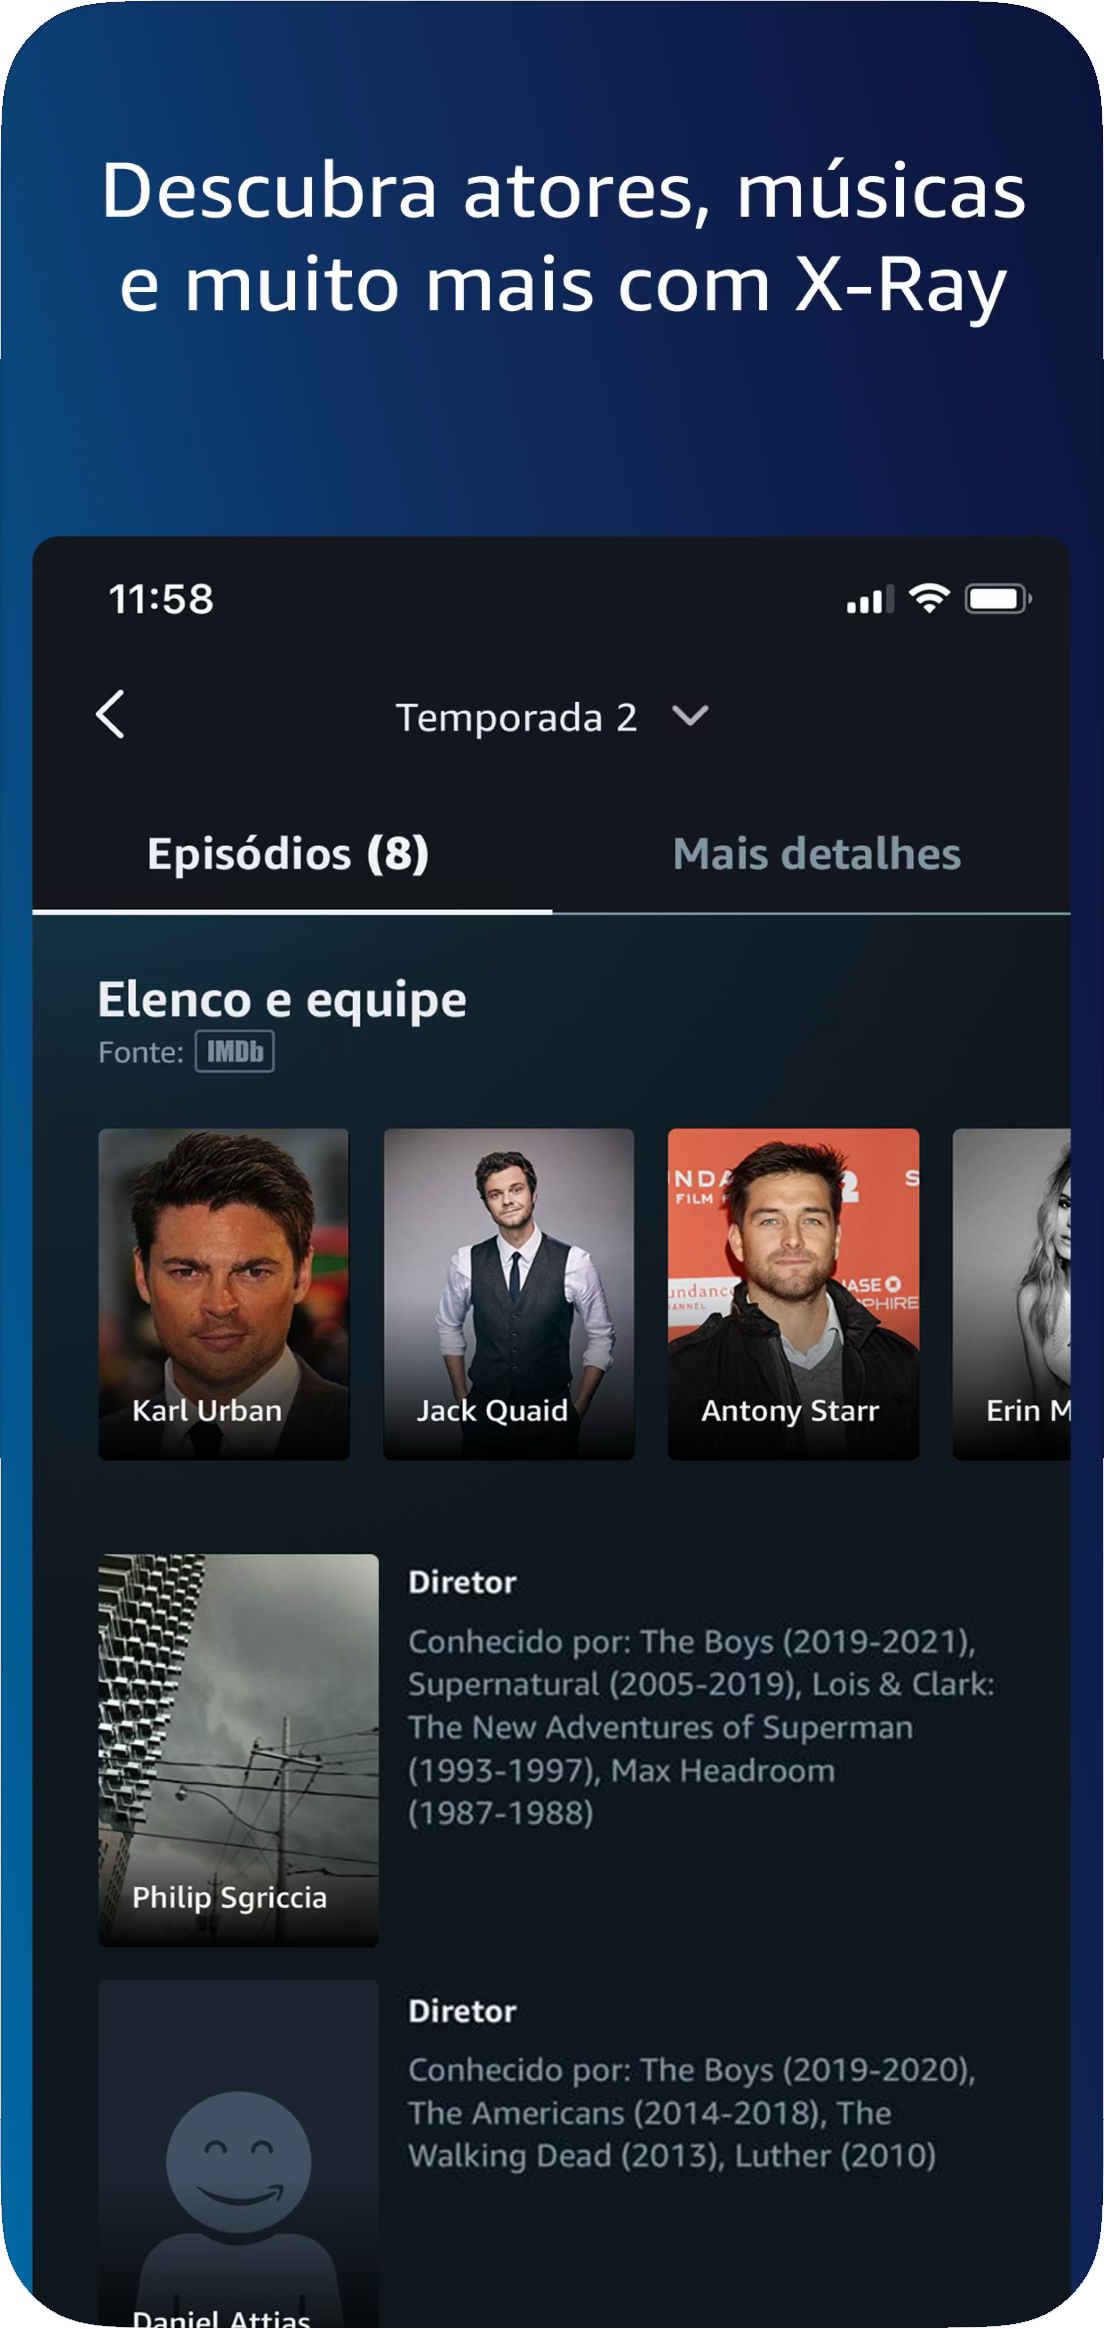 Descubra atores, músicas
e muito mais com X-Ray
11:58
Temporada 2
Episódios (8)
Mais detalhes
Elenco e equipe
Fonte: IMDb
Karl Urban
Jack Quaid
Antony Starr
Erin M
Diretor
Conhecido por: The Boys (2019-2021),
Supernatural (2005-2019), Lois & Clark:
The New Adventures of Superman
(1993-1997), Max Headroom
(1987-1988)
Philip Sgriccia
Diretor
Conhecido por: The Boys (2019-2020),
The Americans (2014-2018), The
Walking Dead (2013), Luther (2010)
Daniel Attias